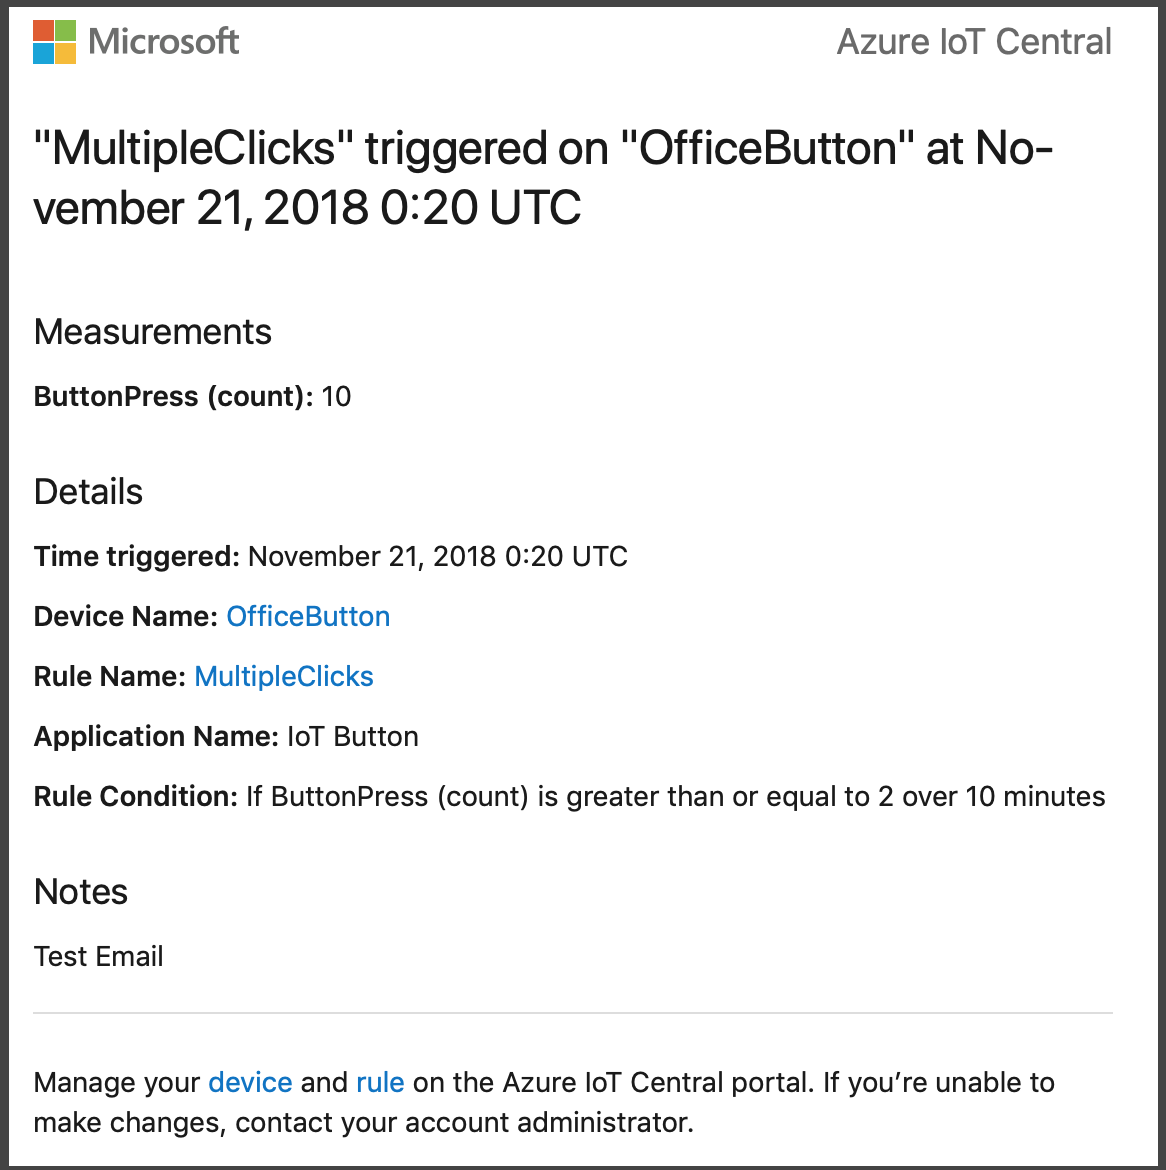 Microsoft
Azure IoT Central
"MultipleClicks" triggered on "OfficeButton" at No-
vember 21, 2018 0:20 UTC
Measurements
ButtonPress (count): 10
Details
Time triggered: November 21, 2018 0:20 UTC
Device Name: OfficeButton
Rule Name: MultipleClicks
Application Name: IoT Button
Rule Condition: If ButtonPress (count) is greater than or equal to 2 over 10 minutes
Notes
Test Email
Manage your device and rule on the Azure IoT Central portal. If you’re unable to
make changes, contact your account administrator.